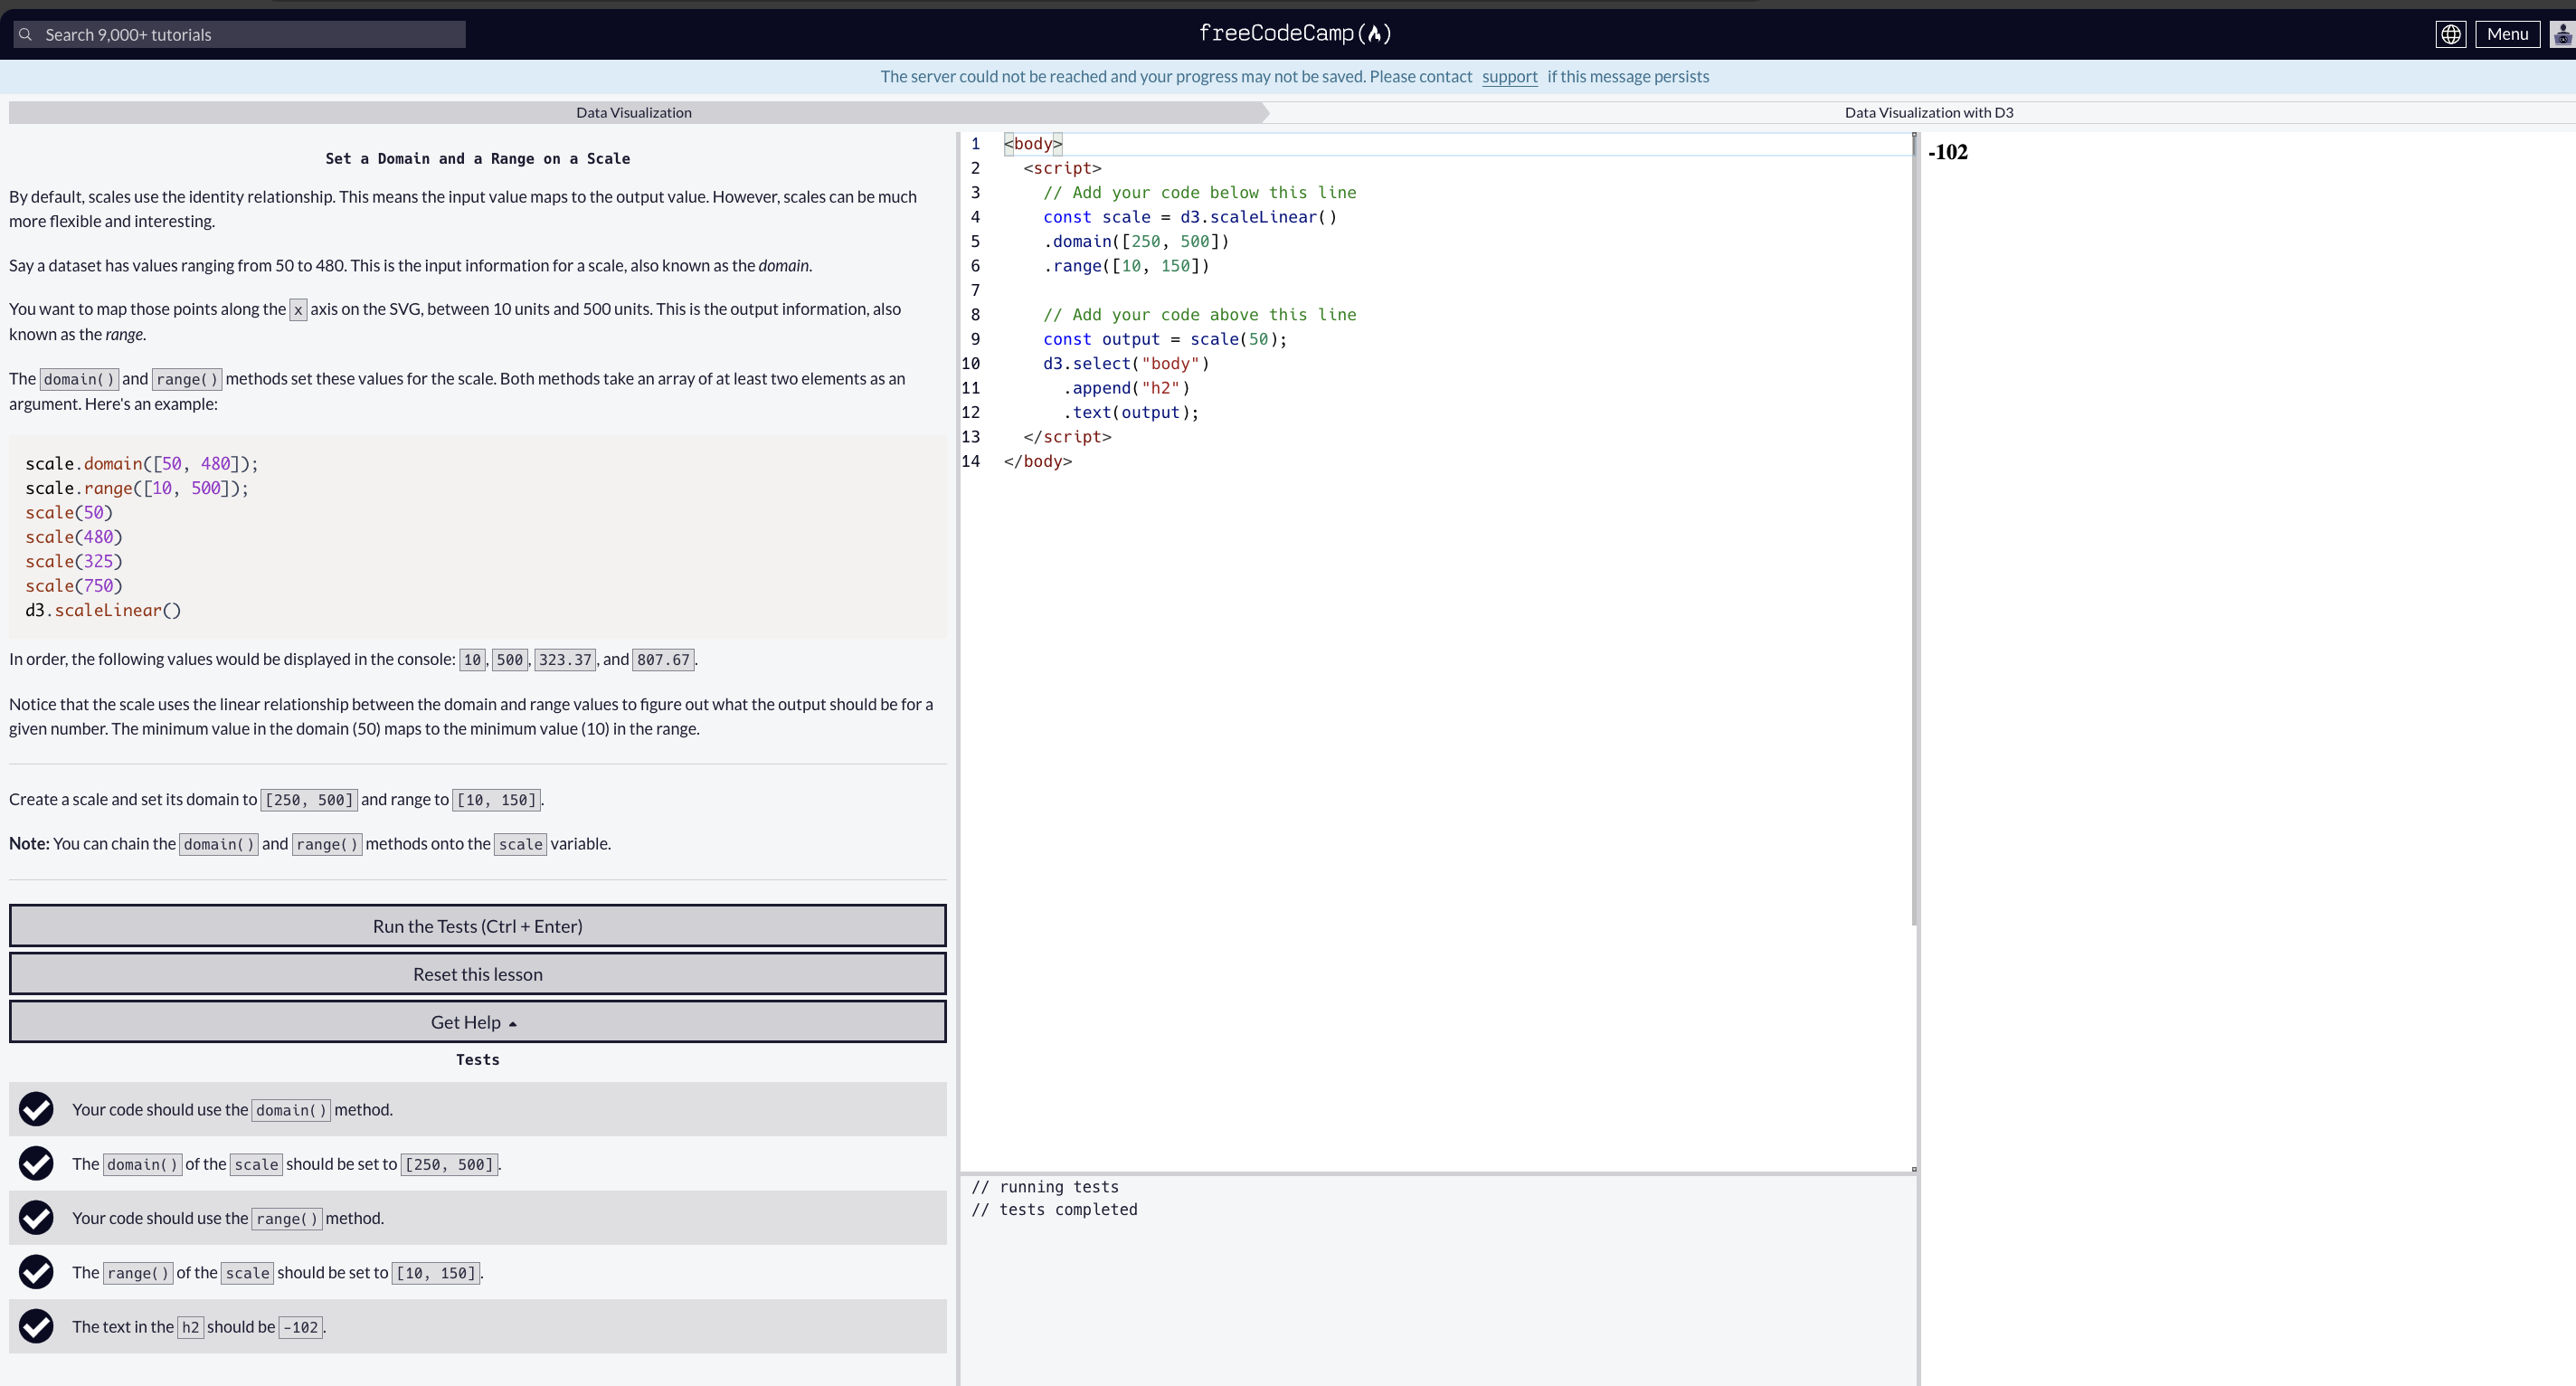 Search 9,000+ tutorials
freeCodeCamp
Menu
The server could not be reached and your progress may not be saved. Please contact support if this message persists
Data Visualization
Data Visualization with D3
Set a Domain and a Range on a Scale
By default, scales use the identity relationship. This means the input value maps to the output value. However, scales can be much
more flexible and interesting.
Say a dataset has values ranging from 50 to 480. This is the input information for a scale, also known as the domain.
You want to map those points along the x axis on the SVG, between 10 units and 500 units. This is the output information, also
known as the range.
The domain() and range() methods set these values for the scale. Both methods take an array of at least two elements as an
argument. Here's an example:
scale.domain([50, 480]);
scale.range([10, 500]);
scale(50)
scale(480)
scale(325)
scale(750)
d3.scaleLinear()
In order, the following values would be displayed in the console: 10, 500, 323.37, and 807.67.
Notice that the scale uses the linear relationship between the domain and range values to figure out what the output should be for a
given number. The minimum value in the domain (50) maps to the minimum value (10) in the range.
Create a scale and set its domain to [250, 500] and range to [10, 150].
Note: You can chain the domain() and range() methods onto the scale variable.
Run the Tests (Ctrl + Enter)
Reset this lesson
Get Help
Tests
Your code should use the domain() method.
The domain() of the scale should be set to [250, 500].
Your code should use the range() method.
The range() of the scale should be set to [10, 150].
The text in the h2 should be -102.
1 <body>
2 <script>
3 // Add your code below this line
4 const scale = d3.scaleLinear()
5 .domain([250, 500])
6 .range([10, 150])
7
8 // Add your code above this line
9 const output = scale(50);
10 d3.select("body")
11 .append("h2")
12 .text(output);
13 </script>
14 </body>
// running tests
// tests completed
-102